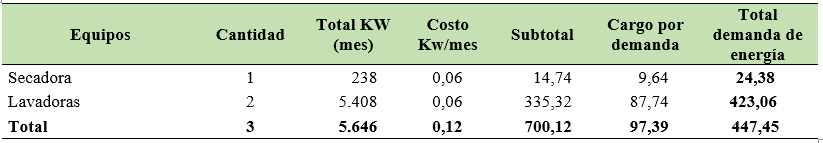 Equipos Cantidad Total KW (mes) Costo Kw/mes Subtotal Cargo por demanda Total demanda de energía
Secadora 1 238 0,06 14,74 9,64 24,38
Lavadoras 2 5.408 0,06 335,32 87,74 423,06
Total 3 5.646 0,12 700,12 97,39 447,45